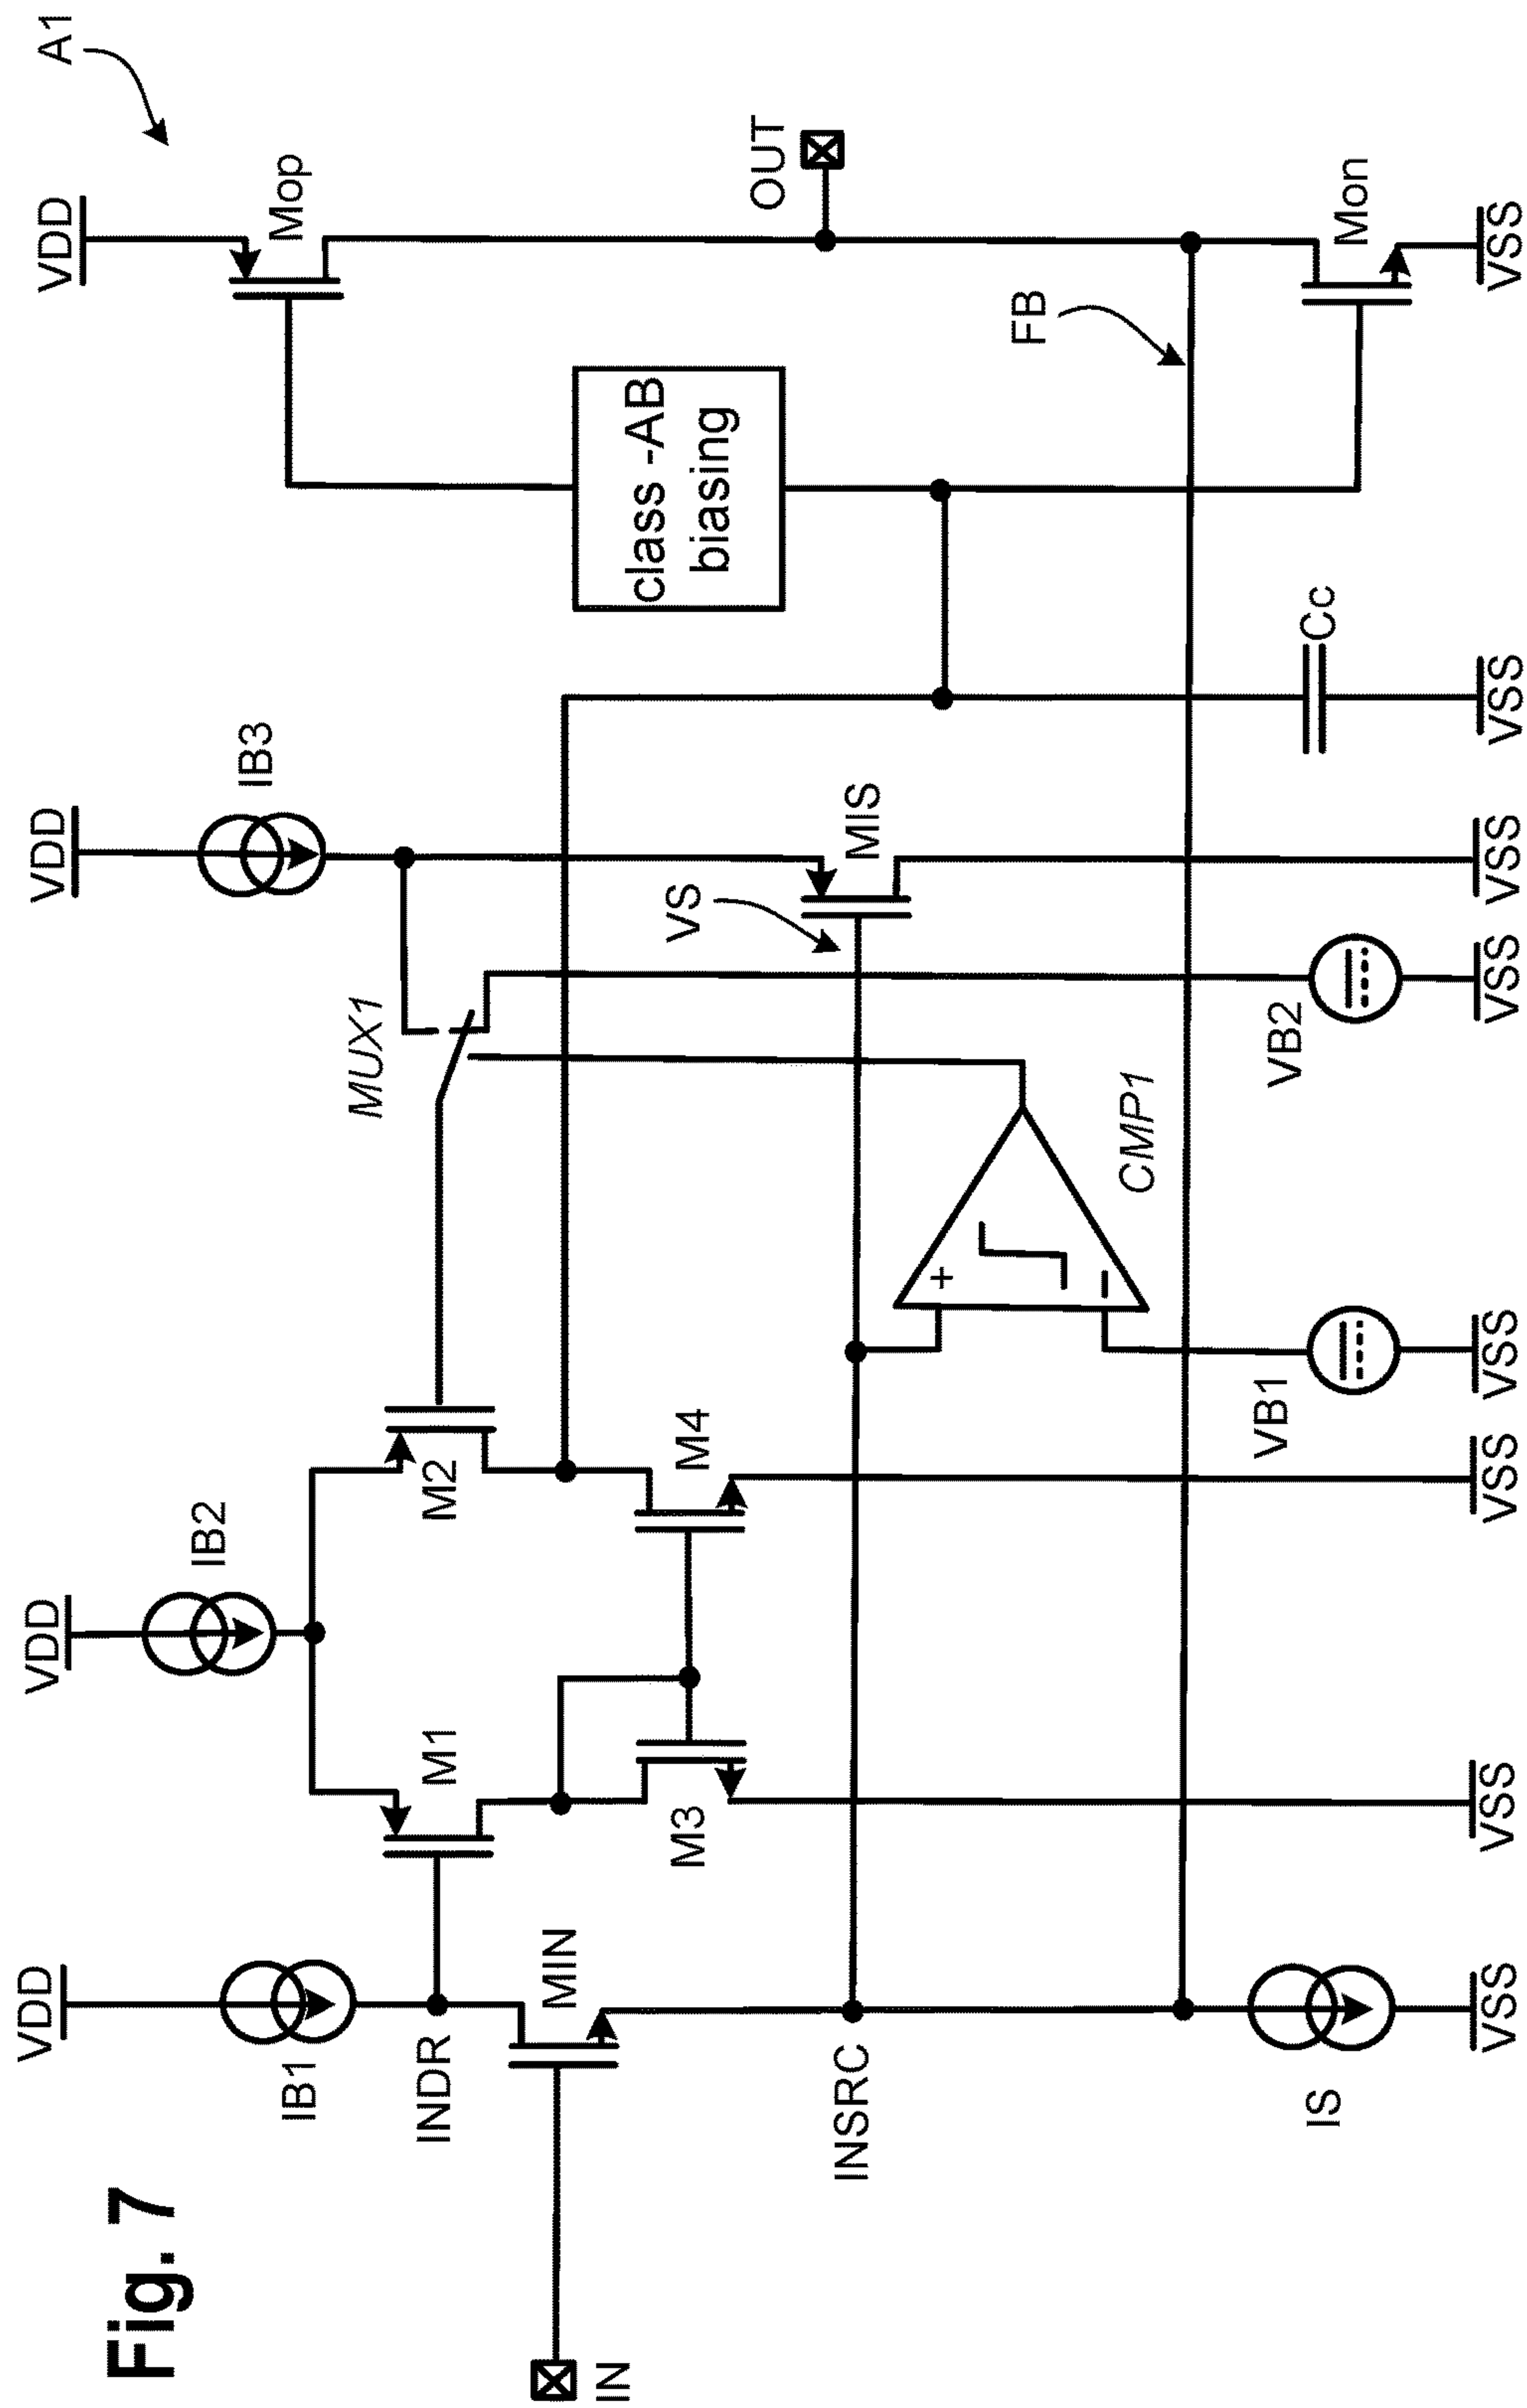 Fig. 7
A1
VDD
VDD
VDD
VDD
VDD
IB1
IB2
IB3
Mop
INDR
M1
M2
MUX1
MIN
IN
M3
M4
VS
MIS
class -AB
biasing
OUT
INSRC
+
CMP1
FB
Cc
Mon
IS
VB1
VB2
VSS
VSS
VSS
VSS
VSS
VSS
VSS
VSS